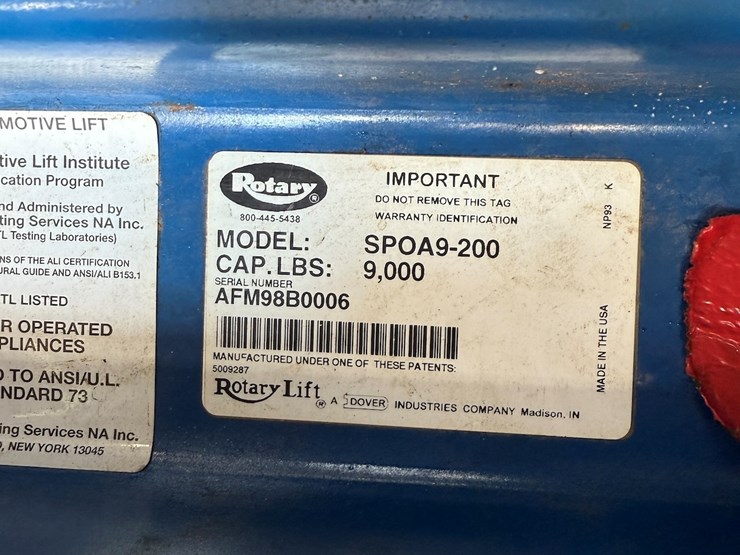 MOTIVE LIFT
tive Lift Institute
cation Program
nd Administered by
ting Services NA Inc.
TL Testing Laboratories)
NS OF THE ALI CERTIFICATION
URAL GUIDE AND ANSI/ALI B153.1
TL LISTED
R OPERATED
PLIANCES
D TO ANSI/U.L.
NDARD 73
ing Services NA Inc.
, NEW YORK 13045
Rotary ®
800-445-5438
IMPORTANT
DO NOT REMOVE THIS TAG
WARRANTY IDENTIFICATION
MODEL: SPOA9-200
CAP. LBS: 9,000
SERIAL NUMBER
AFM98B0006
MANUFACTURED UNDER ONE OF THESE PATENTS:
5009287
Rotary Lift ® A DOVER INDUSTRIES COMPANY Madison, IN
NP93 K
MADE IN THE USA